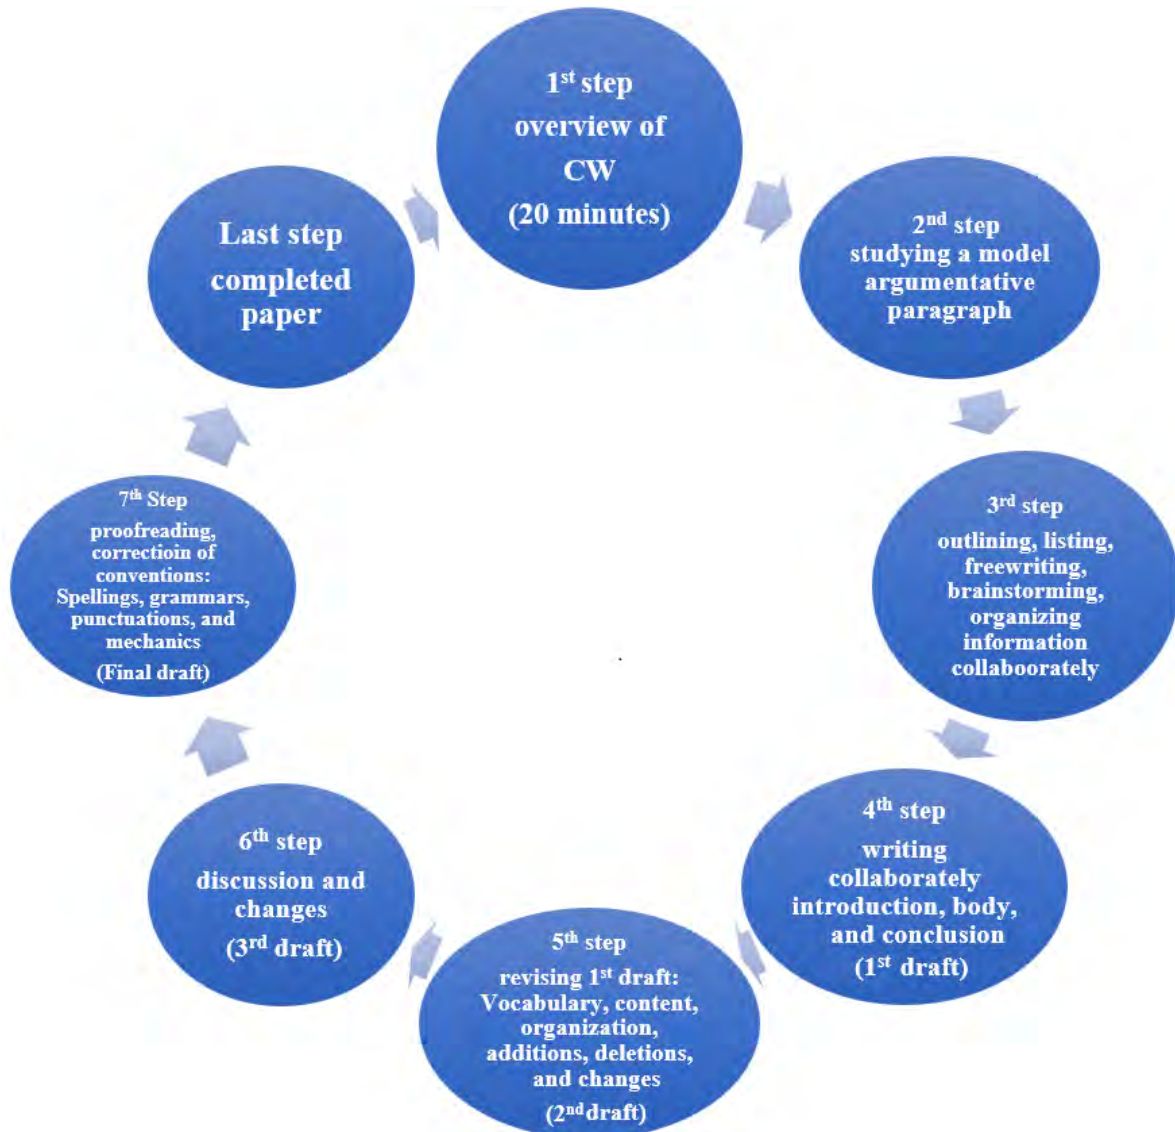 1st step
overview of
CW
(20 minutes)
2nd step
studying a model
argumentative
paragraph
3rd step
outlining, listing,
freewriting,
brainstorming,
organizing
information
collaboorately
4th step
writing
collaborately
introduction, body,
and conclusion
(1st draft)
5th step
revising 1st draft:
Vocabulary, content,
organization,
additions, deletions,
and changes
(2nd draft)
6th step
discussion and
changes
(3rd draft)
7th Step
proofreading,
correctioin of
conventions:
Spellings, grammars,
punctuations, and
mechanics
(Final draft)
Last step
completed
paper